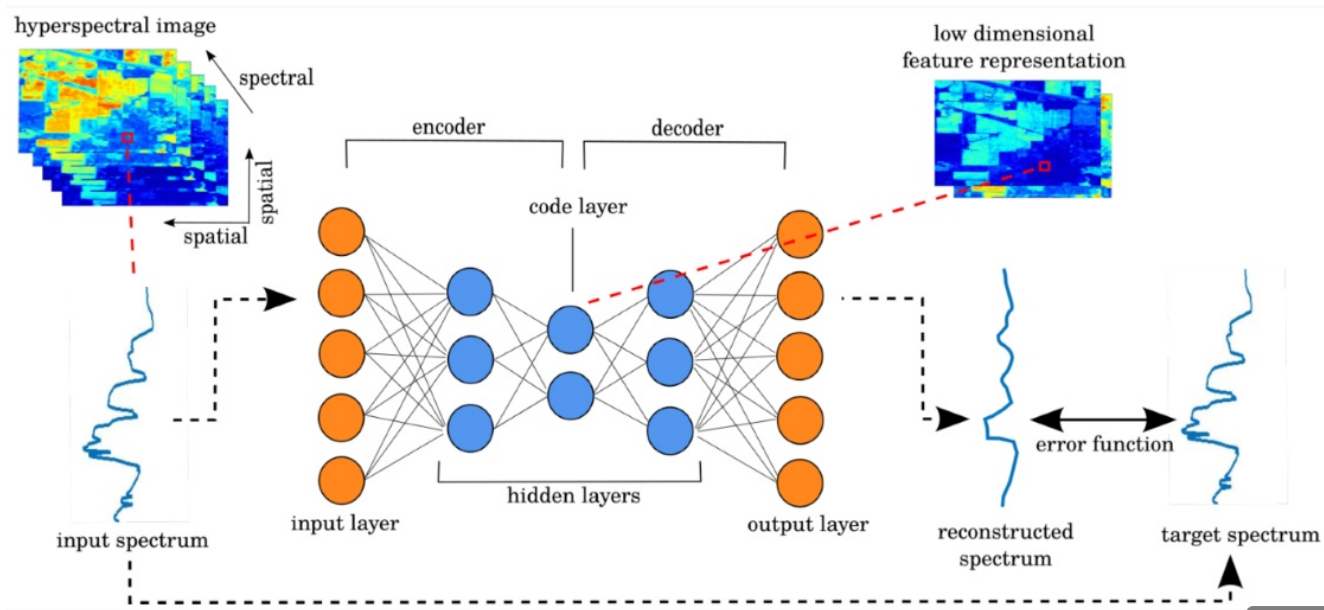 hyperspectral image
spectral
spatial
spatial
encoder
decoder
low dimensional
feature representation
code layer
hidden layers
input layer
output layer
input spectrum
reconstructed
spectrum
error function
target spectrum